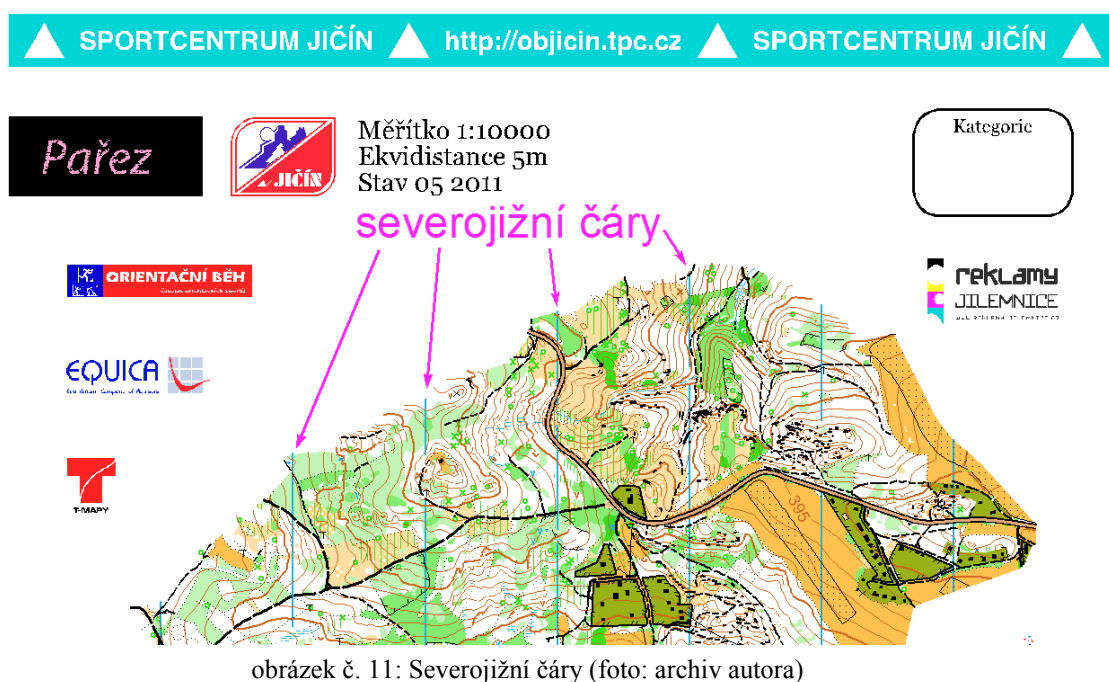 SPORTCENTRUM JIČÍN http://objicin.tpc.cz SPORTCENTRUM JIČÍN
Pařez
JIČÍN
Měřítko 1:10000
Ekvidistance 5m
Stav 05 2011
Kategorie
severojižní čáry
ORIENTAČNÍ BĚH
reklamy
JILEMNICE
EQUICA
T-MAPY
395
obrázek č. 11: Severojižní čáry (foto: archiv autora)